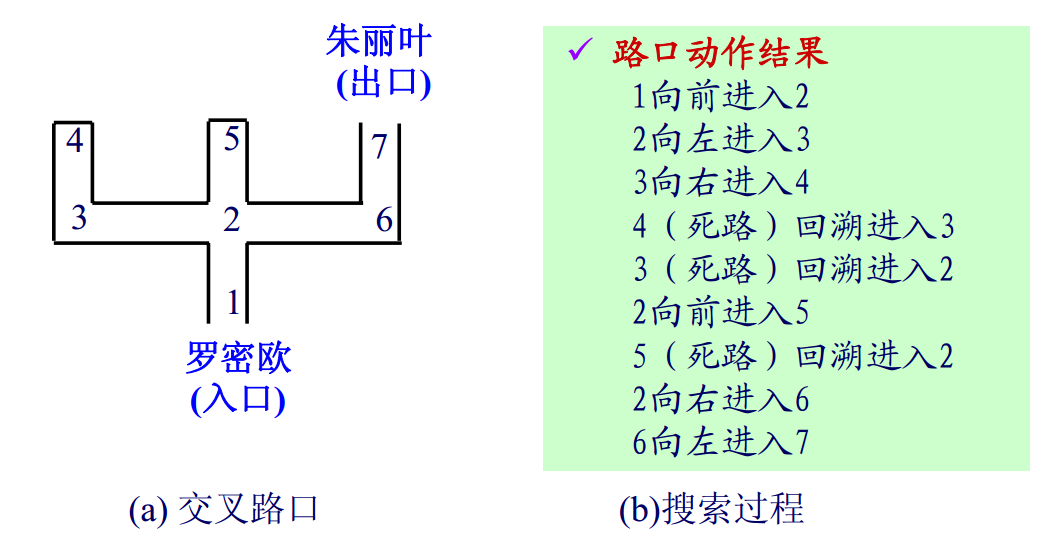 朱丽叶
(出口)
4
5
7
3
2
6
1
罗密欧
(入口)
(a) 交叉路口
✓ 路口动作结果
1向前进入2
2向左进入3
3向右进入4
4（死路）回溯进入3
3（死路）回溯进入2
2向前进入5
5（死路）回溯进入2
2向右进入6
6向左进入7
(b)搜索过程